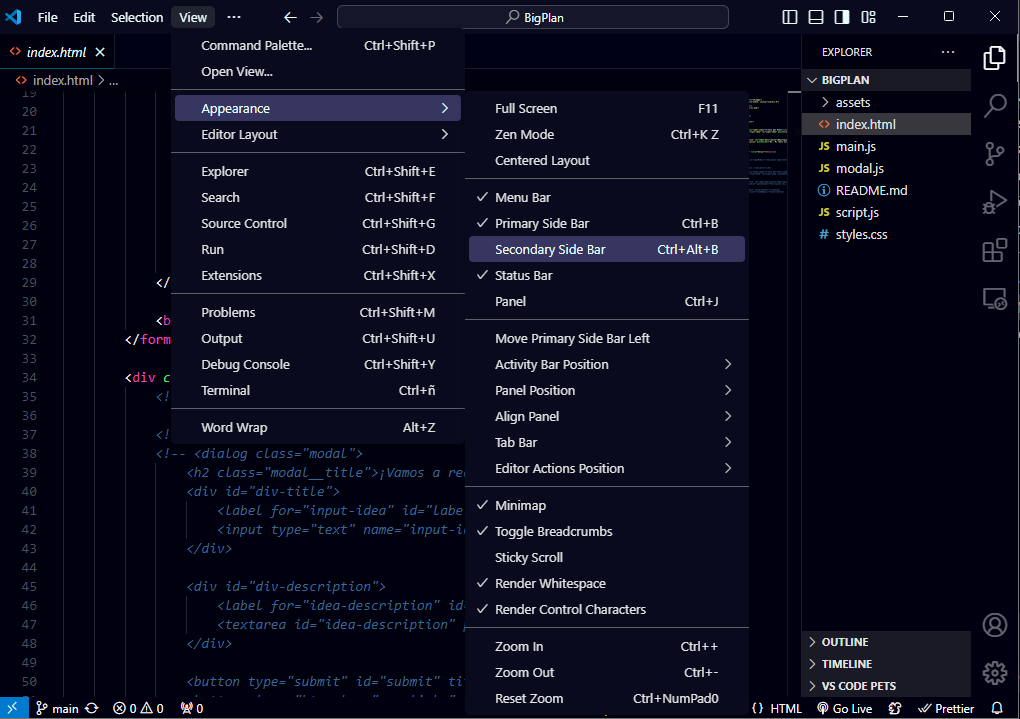 File Edit Selection View ··· BigPlan
index.html
index.html > ...
Command Palette... Ctrl+Shift+P
Open View...
Appearance
Editor Layout
Explorer Ctrl+Shift+E
Search Ctrl+Shift+F
Source Control Ctrl+Shift+G
Run Ctrl+Shift+D
Extensions Ctrl+Shift+X
Problems Ctrl+Shift+M
Output Ctrl+Shift+U
Debug Console Ctrl+Shift+Y
Terminal Ctrl+ñ
Word Wrap Alt+Z
Full Screen F11
Zen Mode Ctrl+K Z
Centered Layout
Menu Bar
Primary Side Bar Ctrl+B
Secondary Side Bar Ctrl+Alt+B
Status Bar
Panel Ctrl+J
Move Primary Side Bar Left
Activity Bar Position
Panel Position
Align Panel
Tab Bar
Editor Actions Position
Minimap
Toggle Breadcrumbs
Sticky Scroll
Render Whitespace
Render Control Characters
Zoom In Ctrl++
Zoom Out Ctrl+-
Reset Zoom Ctrl+NumPad0
19
20
21
22
23
24
25
26
27
28
29 </
30
31 <b
32 </form
33
34 <div c
35 <!
36
37 <!
38 <!-- <dialog class="modal">
39 <h2 class="modal__title">¡Vamos a re
40 <div id="div-title">
41 <label for="input-idea" id="labe
42 <input type="text" name="input-i
43 </div>
44
45 <div id="div-description">
46 <label for="idea-description" id
47 <textarea id="idea-description"
48 </div>
49
50 <button type="submit" id="submit" tit
EXPLORER ···
BIGPLAN
assets
<> index.html
JS main.js
JS modal.js
README.md
JS script.js
# styles.css
OUTLINE
TIMELINE
VS CODE PETS
main 0 0 0 {} HTML Go Live Prettier